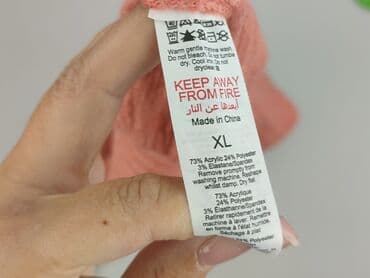 Warm gentle machine wash.
Do not bleach. Do not tumble
dry. Cool iron. Do not
dryclean.
KEEP AWAY
FROM FIRE
أبعدها عن النار
Made in China
XL
73% Acrylic 24% Polyester
3% Elastane/Spandex
Remove promptly from
washing machine. Reshape
whilst damp. Dry flat.
73% Acrylique
24% Polyester
3% Élasthanne/Spandex
Retirer rapidement de la
machine à laver. Remettre
en forme à l'état humide.
Séchage à plat